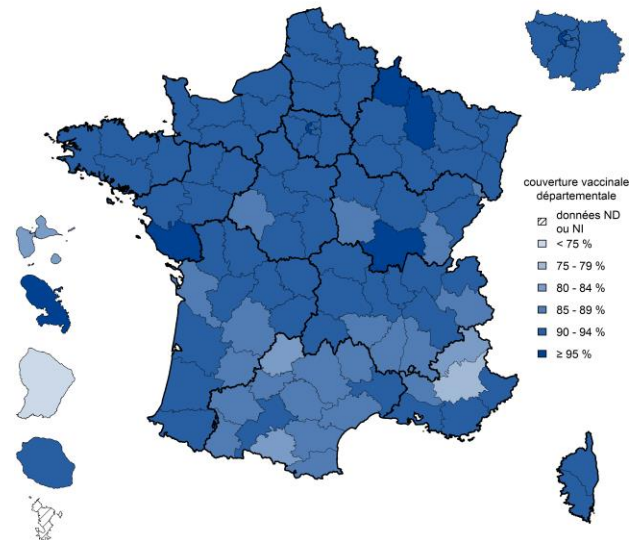 couverture vaccinale
départementale
données ND
ou NI
< 75 %
75 - 79 %
80 - 84 %
85 - 89 %
90 - 94 %
≥ 95 %